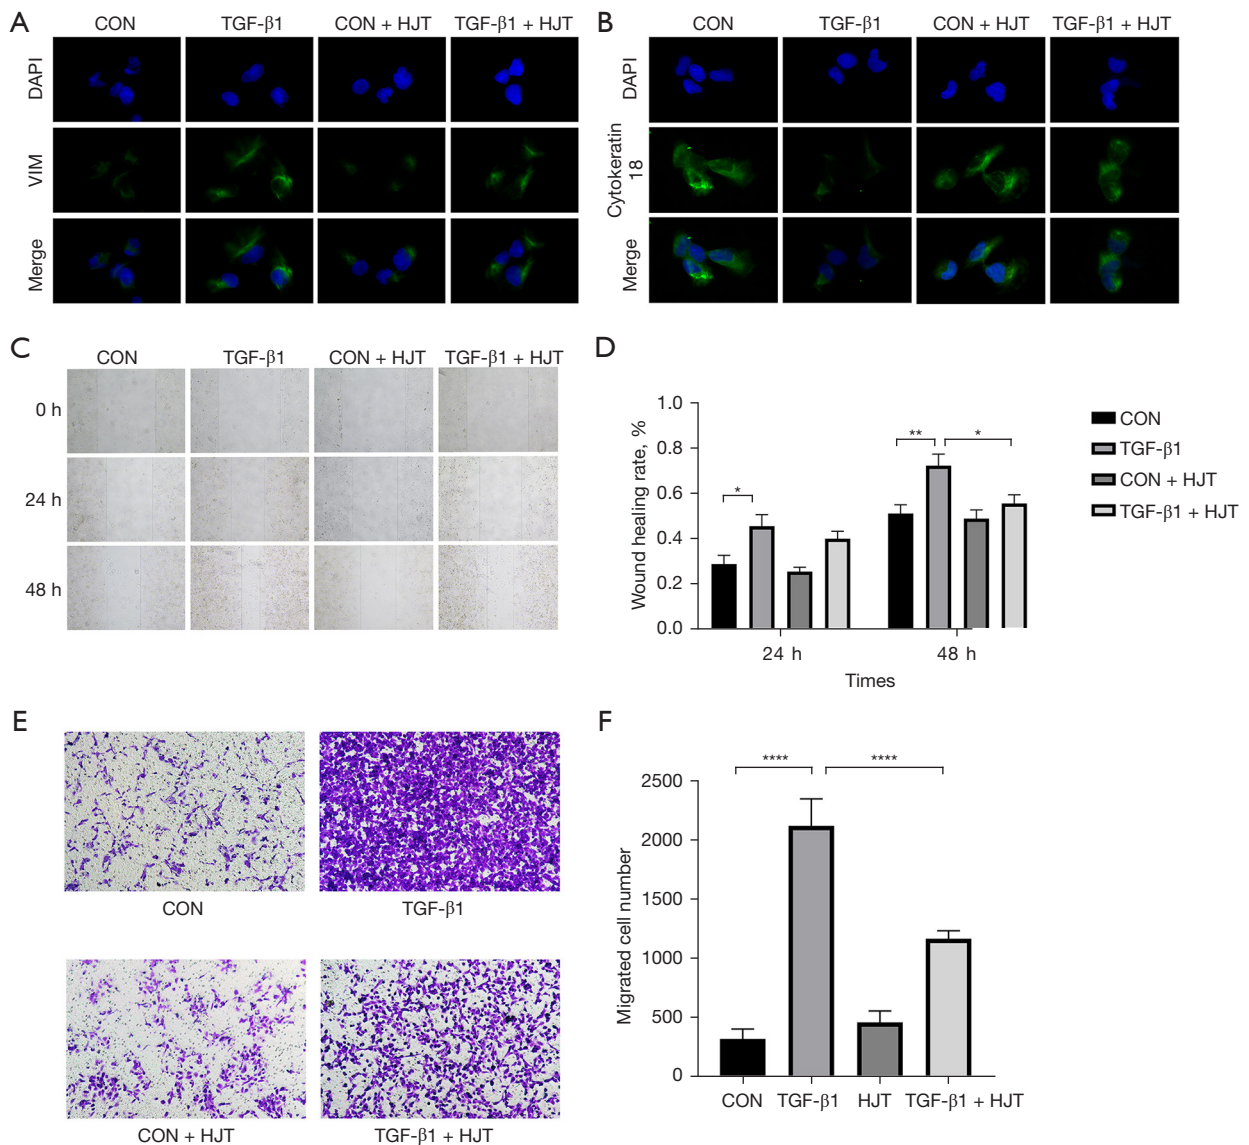 A
CON
TGF-β1
CON + HJT
TGF-β1 + HJT
DAPI
VIM
Merge
B
CON
TGF-β1
CON + HJT
TGF-β1 + HJT
DAPI
Cytokeratin
18
Merge
C
CON
TGF-β1
CON + HJT
TGF-β1 + HJT
0 h
24 h
48 h
D
Wound healing rate, %
1.0
0.8
0.6
0.4
0.2
0.0
*
**
*
24 h
48 h
Times
CON
TGF-β1
CON + HJT
TGF-β1 + HJT
E
CON
TGF-β1
CON + HJT
TGF-β1 + HJT
F
Migrated cell number
2500
2000
1500
1000
500
0
****
****
CON
TGF-β1
HJT
TGF-β1 + HJT